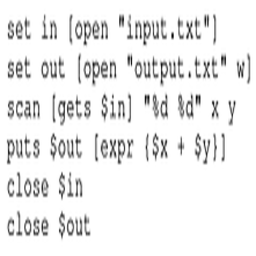 set in [open "input.txt"]
set out [open "output.txt" w]
scan [gets $in] "%d %d" x y
puts $out [expr {$x + $y}]
close $in
close $out